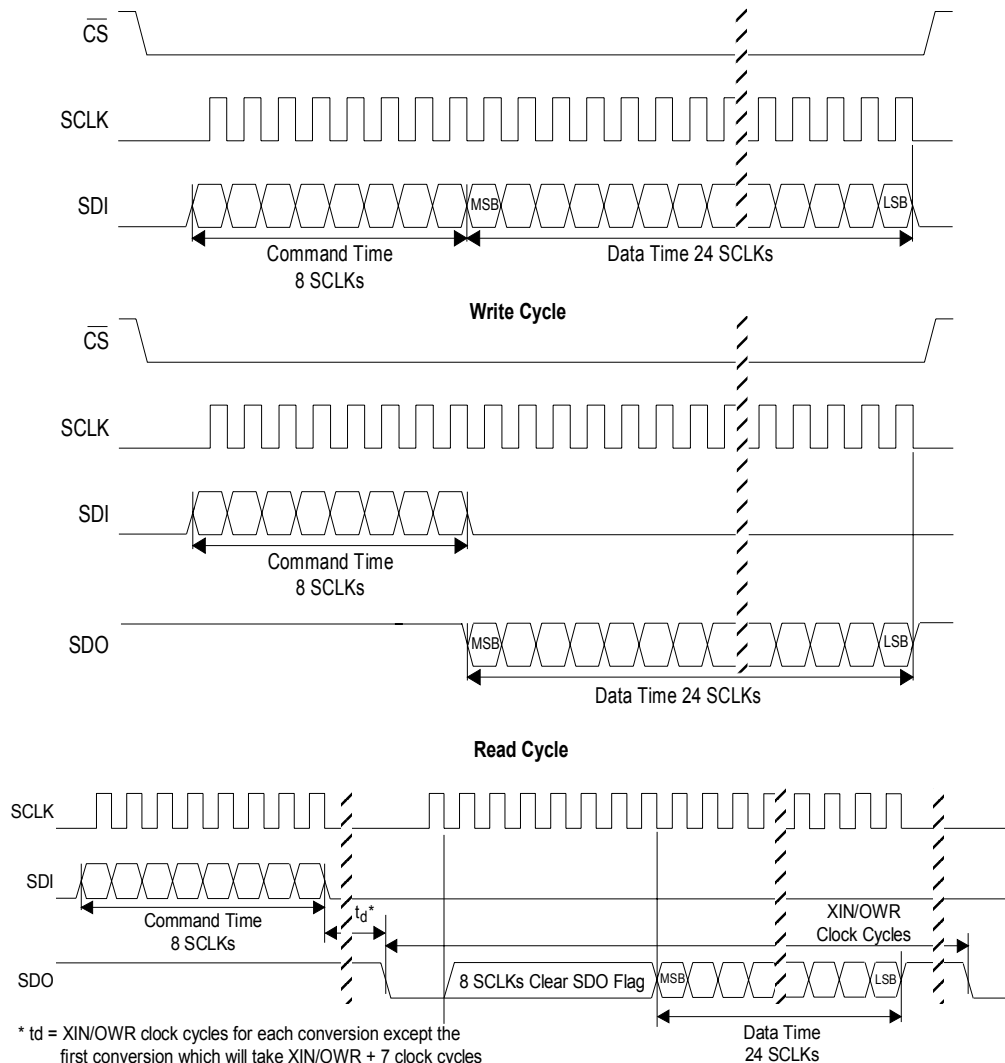 CS
SCLK
SDI
MSB
LSB
Command Time
8 SCLKs
Data Time 24 SCLKs
Write Cycle
CS
SCLK
SDI
Command Time
8 SCLKs
SDO
MSB
LSB
Data Time 24 SCLKs
Read Cycle
SCLK
SDI
Command Time
8 SCLKs
td*
XIN/OWR
Clock Cycles
SDO
8 SCLKs Clear SDO Flag
MSB
LSB
Data Time
24 SCLKs
* td = XIN/OWR clock cycles for each conversion except the
first conversion which will take XIN/OWR + 7 clock cycles